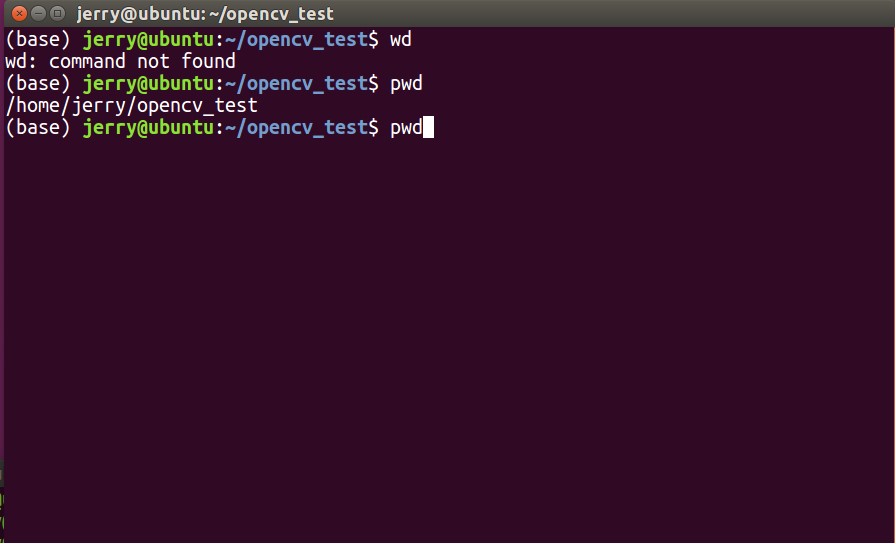 jerry@ubuntu: ~/opencv_test
(base) jerry@ubuntu:~/opencv_test$ wd
wd: command not found
(base) jerry@ubuntu:~/opencv_test$ pwd
/home/jerry/opencv_test
(base) jerry@ubuntu:~/opencv_test$ pwd